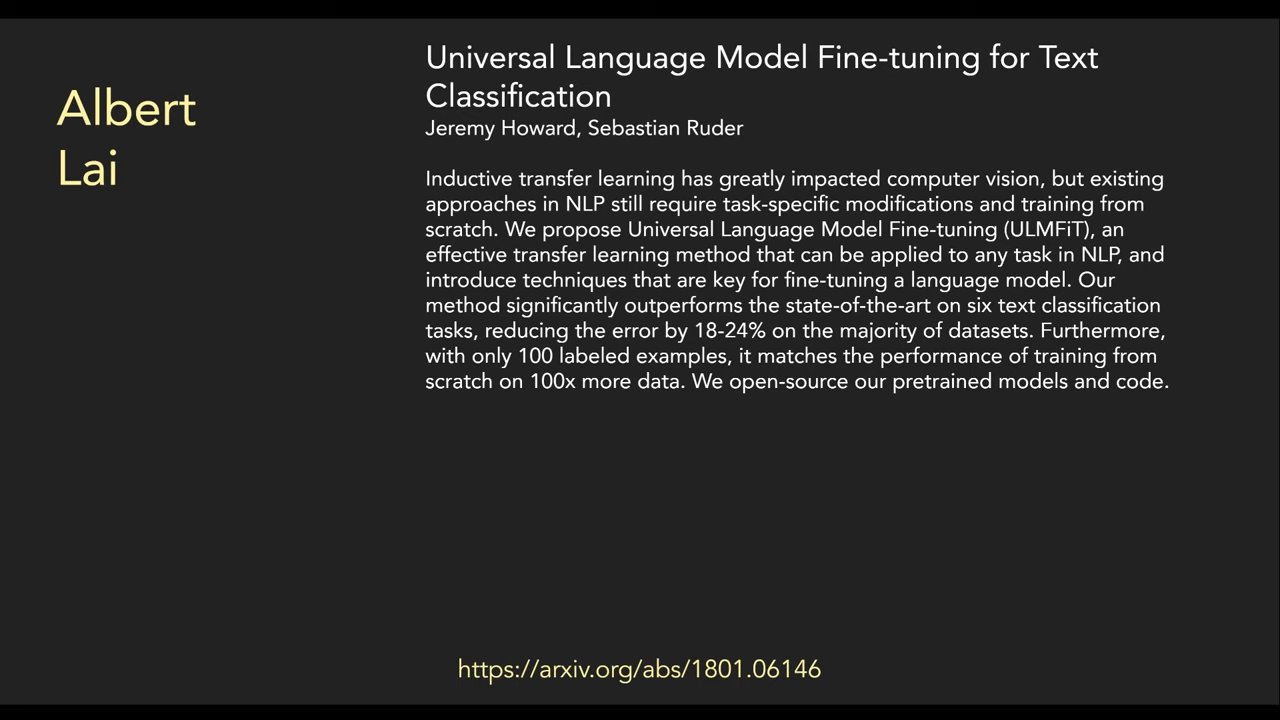 Albert
Lai
Universal Language Model Fine-tuning for Text
Classification
Jeremy Howard, Sebastian Ruder
Inductive transfer learning has greatly impacted computer vision, but existing
approaches in NLP still require task-specific modifications and training from
scratch. We propose Universal Language Model Fine-tuning (ULMFiT), an
effective transfer learning method that can be applied to any task in NLP, and
introduce techniques that are key for fine-tuning a language model. Our
method significantly outperforms the state-of-the-art on six text classification
tasks, reducing the error by 18-24% on the majority of datasets. Furthermore,
with only 100 labeled examples, it matches the performance of training from
scratch on 100x more data. We open-source our pretrained models and code.
https://arxiv.org/abs/1801.06146